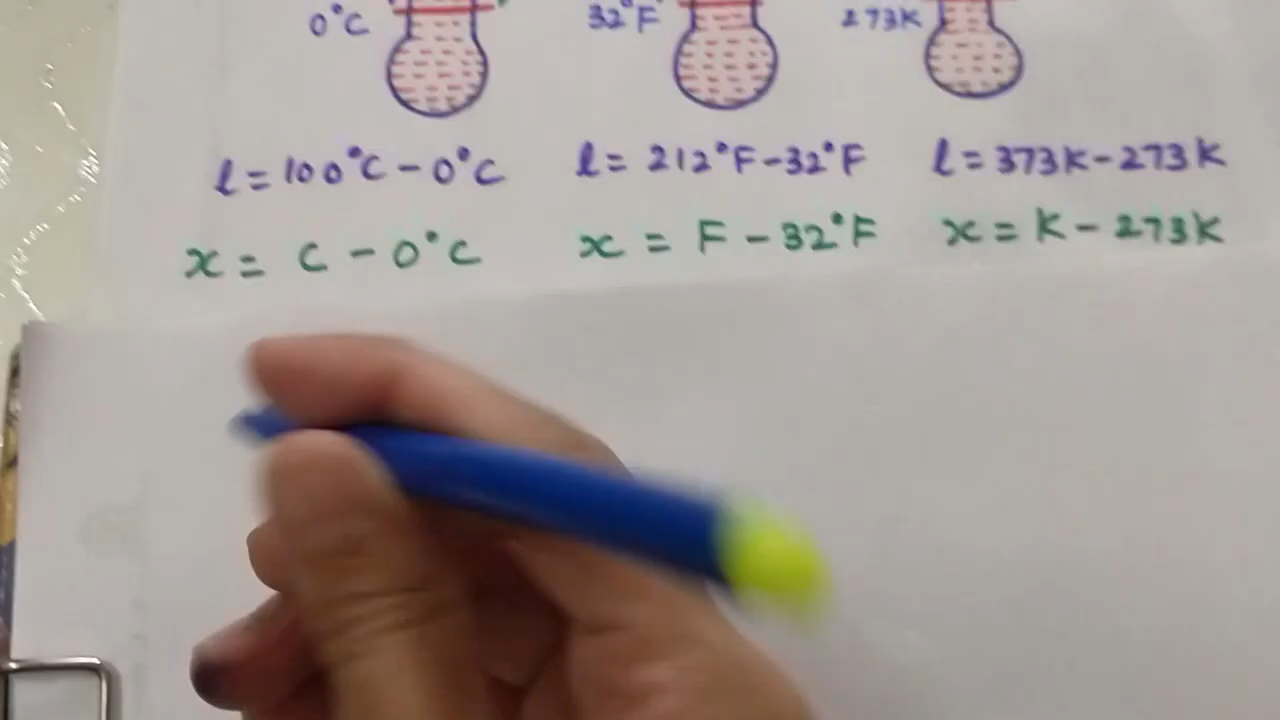 0°C 32°F 273K
l = 100°C - 0°C l = 212°F - 32°F l = 373K - 273K
x = C - 0°C x = F - 32°F x = K - 273K